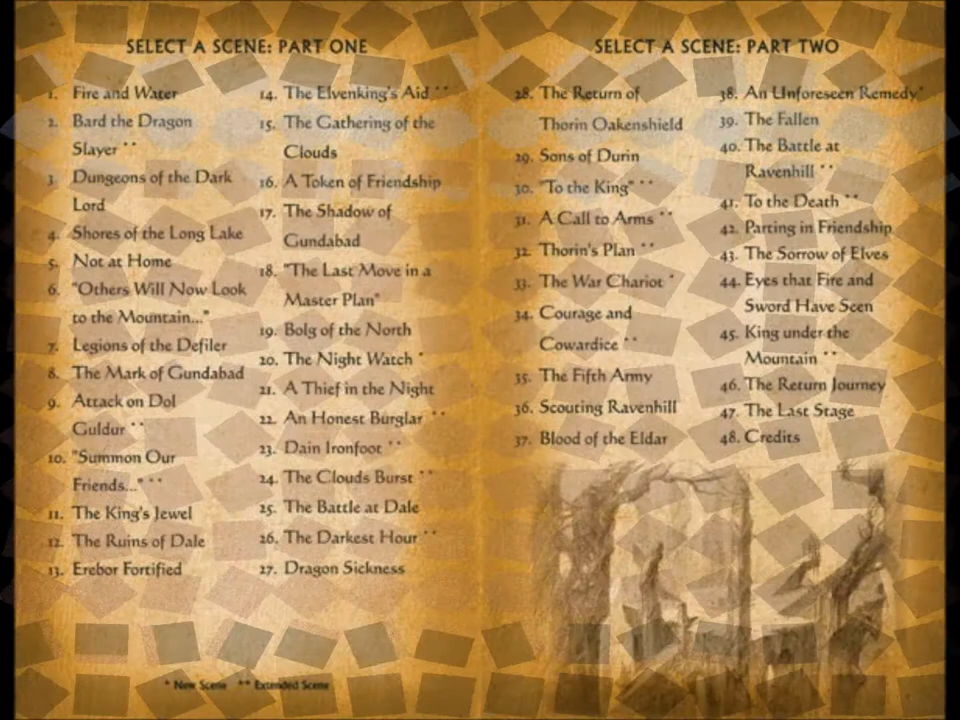 SELECT A SCENE: PART ONE
1. Fire and Water
2. Bard the Dragon
Slayer **
3. Dungeons of the Dark
Lord
4. Shores of the Long Lake
5. Not at Home
6. "Others Will Now Look
to the Mountain..."
7. Legions of the Defiler
8. The Mark of Gundabad
9. Attack on Dol
Guldur **
10. "Summon Our
Friends..." **
11. The King's Jewel
12. The Ruins of Dale
13. Erebor Fortified
14. The Elvenking's Aid **
15. The Gathering of the
Clouds
16. A Token of Friendship
17. The Shadow of
Gundabad
18. "The Last Move in a
Master Plan"
19. Bolg of the North
20. The Night Watch *
21. A Thief in the Night
22. An Honest Burglar **
23. Dain Ironfoot **
24. The Clouds Burst **
25. The Battle at Dale
26. The Darkest Hour **
27. Dragon Sickness
* New Scene ** Extended Scene
SELECT A SCENE: PART TWO
28. The Return of
Thorin Oakenshield
29. Sons of Durin
30. "To the King" **
31. A Call to Arms **
32. Thorin's Plan **
33. The War Chariot *
34. Courage and
Cowardice **
35. The Fifth Army
36. Scouting Ravenhill
37. Blood of the Eldar
38. An Unforeseen Remedy *
39. The Fallen
40. The Battle at
Ravenhill **
41. To the Death **
42. Parting in Friendship
43. The Sorrow of Elves
44. Eyes that Fire and
Sword Have Seen
45. King under the
Mountain **
46. The Return Journey
47. The Last Stage
48. Credits